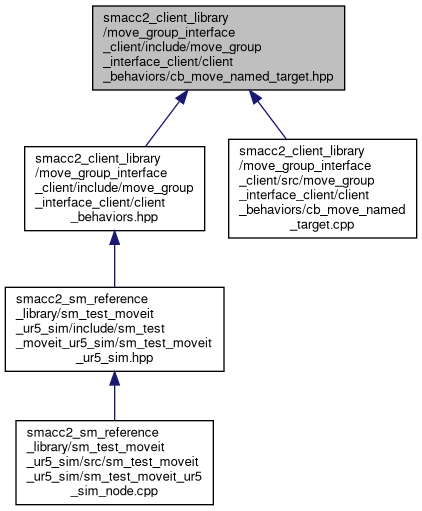 smacc2_client_library
/move_group_interface
_client/include/move_group
_interface_client/client
_behaviors/cb_move_named_target.hpp
smacc2_client_library
/move_group_interface
_client/include/move_group
_interface_client/client
_behaviors.hpp
smacc2_client_library
/move_group_interface
_client/src/move_group
_interface_client/client
_behaviors/cb_move_named
_target.cpp
smacc2_sm_reference
_library/sm_test_moveit
_ur5_sim/include/sm_test
_moveit_ur5_sim/sm_test_moveit
_ur5_sim.hpp
smacc2_sm_reference
_library/sm_test_moveit
_ur5_sim/src/sm_test_moveit
_ur5_sim/sm_test_moveit_ur5
_sim_node.cpp